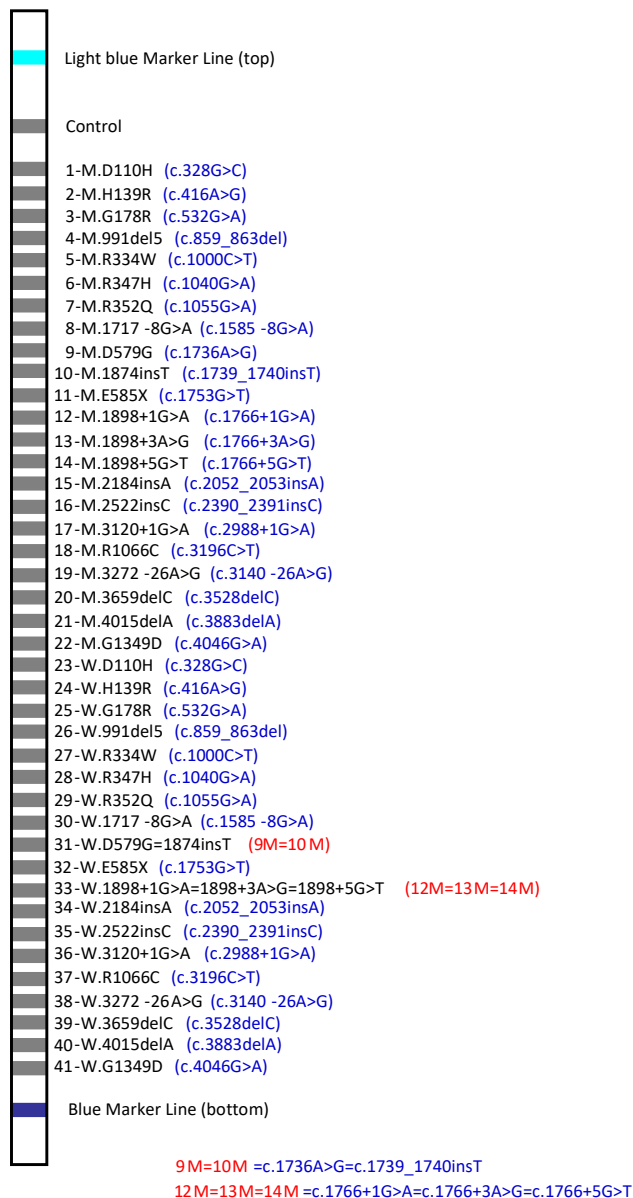 Light blue Marker Line (top)
Control
1-M.D110H (c.328G>C)
2-M.H139R (c.416A>G)
3-M.G178R (c.532G>A)
4-M.991del5 (c.859_863del)
5-M.R334W (c.1000C>T)
6-M.R347H (c.1040G>A)
7-M.R352Q (c.1055G>A)
8-M.1717 -8G>A (c.1585 -8G>A)
9-M.D579G (c.1736A>G)
10-M.1874insT (c.1739_1740insT)
11-M.E585X (c.1753G>T)
12-M.1898+1G>A (c.1766+1G>A)
13-M.1898+3A>G (c.1766+3A>G)
14-M.1898+5G>T (c.1766+5G>T)
15-M.2184insA (c.2052_2053insA)
16-M.2522insC (c.2390_2391insC)
17-M.3120+1G>A (c.2988+1G>A)
18-M.R1066C (c.3196C>T)
19-M.3272 -26A>G (c.3140 -26A>G)
20-M.3659delC (c.3528delC)
21-M.4015delA (c.3883delA)
22-M.G1349D (c.4046G>A)
23-W.D110H (c.328G>C)
24-W.H139R (c.416A>G)
25-W.G178R (c.532G>A)
26-W.991del5 (c.859_863del)
27-W.R334W (c.1000C>T)
28-W.R347H (c.1040G>A)
29-W.R352Q (c.1055G>A)
30-W.1717 -8G>A (c.1585 -8G>A)
31-W.D579G=1874insT (9M=10M)
32-W.E585X (c.1753G>T)
33-W.1898+1G>A=1898+3A>G=1898+5G>T (12M=13M=14M)
34-W.2184insA (c.2052_2053insA)
35-W.2522insC (c.2390_2391insC)
36-W.3120+1G>A (c.2988+1G>A)
37-W.R1066C (c.3196C>T)
38-W.3272 -26A>G (c.3140 -26A>G)
39-W.3659delC (c.3528delC)
40-W.4015delA (c.3883delA)
41-W.G1349D (c.4046G>A)
Blue Marker Line (bottom)
9M=10M =c.1736A>G=c.1739_1740insT
12M=13M=14M =c.1766+1G>A=c.1766+3A>G=c.1766+5G>T